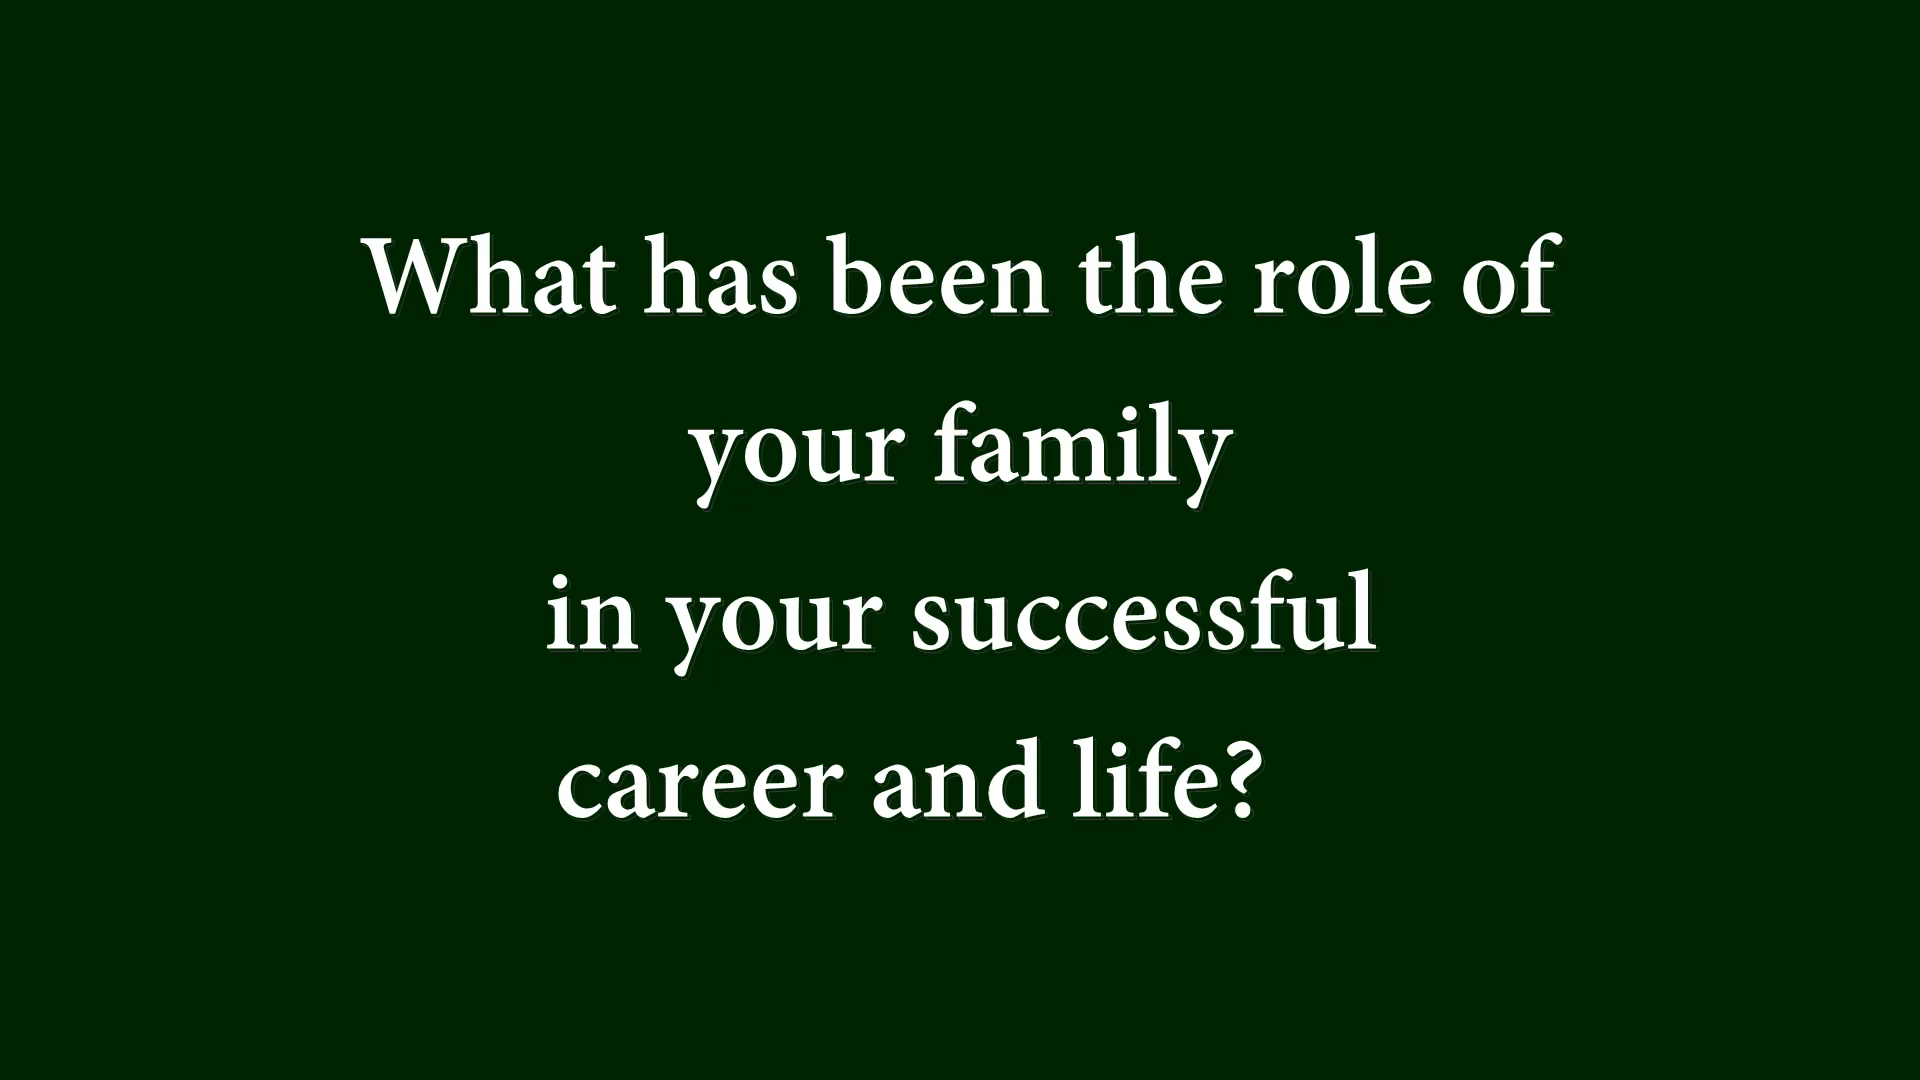 What has been the role of
your family
in your successful
career and life?